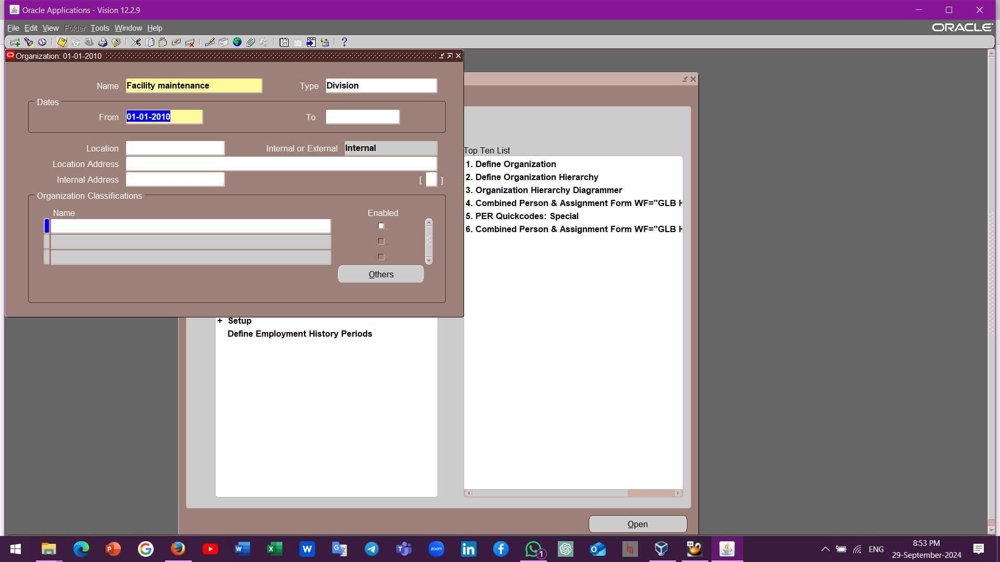 Oracle Applications - Vision 12.2.9
File Edit View Folder Tools Window Help
ORACLE
Organization: 01-01-2010
Name Facility maintenance Type Division
Dates
From 01-01-2010 To
Location Internal or External Internal
Location Address
Internal Address [ ]
Organization Classifications
Name Enabled
Others
Top Ten List
1. Define Organization
2. Define Organization Hierarchy
3. Organization Hierarchy Diagrammer
4. Combined Person & Assignment Form WF="GLB H
5. PER Quickcodes: Special
6. Combined Person & Assignment Form WF="GLB H
+ Setup
Define Employment History Periods
Open
zoom
1
ENG
8:53 PM
29-September-2024